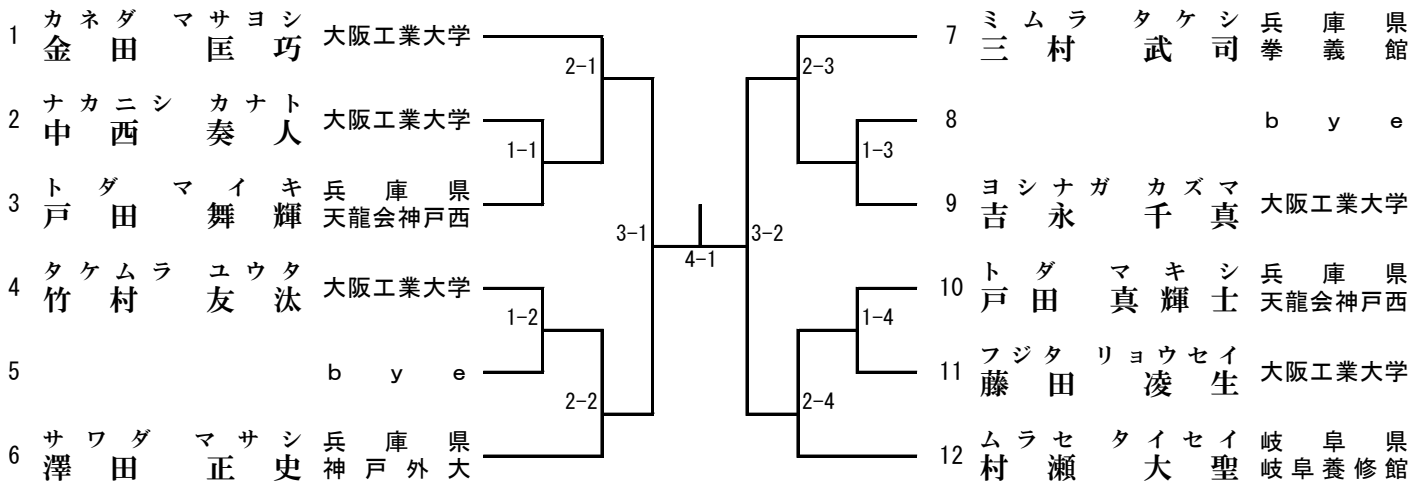 カネダ マサヨシ
1 金田 匡巧 大阪工業大学
2-1
ナカニシ カナト
2 中西 奏人 大阪工業大学
1-1
トダ マイキ 兵庫県
3 戸田 舞輝 天龍会神戸西
3-1
タケムラ ユウタ
4 竹村 友汰 大阪工業大学
1-2
5 bye
2-2
サワダ マサシ 兵庫県
6 澤田 正史 神戸外大
4-1
ミムラ タケシ 兵庫県
7 三村 武司 拳義館
2-3
8 bye
1-3
ヨシナガ カズマ
9 吉永 千真 大阪工業大学
3-2
トダ マキシ 兵庫県
10 戸田 真輝士 天龍会神戸西
1-4
フジタ リョウセイ
11 藤田 凌生 大阪工業大学
2-4
ムラセ タイセイ 岐阜県
12 村瀬 大聖 岐阜養修館